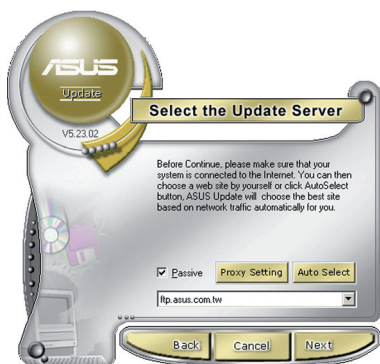 ASUS
Update
V5.23.02
Select the Update Server
Before Continue, please make sure that your
system is connected to the Internet. You can then
choose a web site by yourself or click AutoSelect
button, ASUS Update will choose the best site
based on network traffic automatically for you.
Passive
Proxy Setting
Auto Select
ftp.asus.com.tw
Back
Cancel
Next